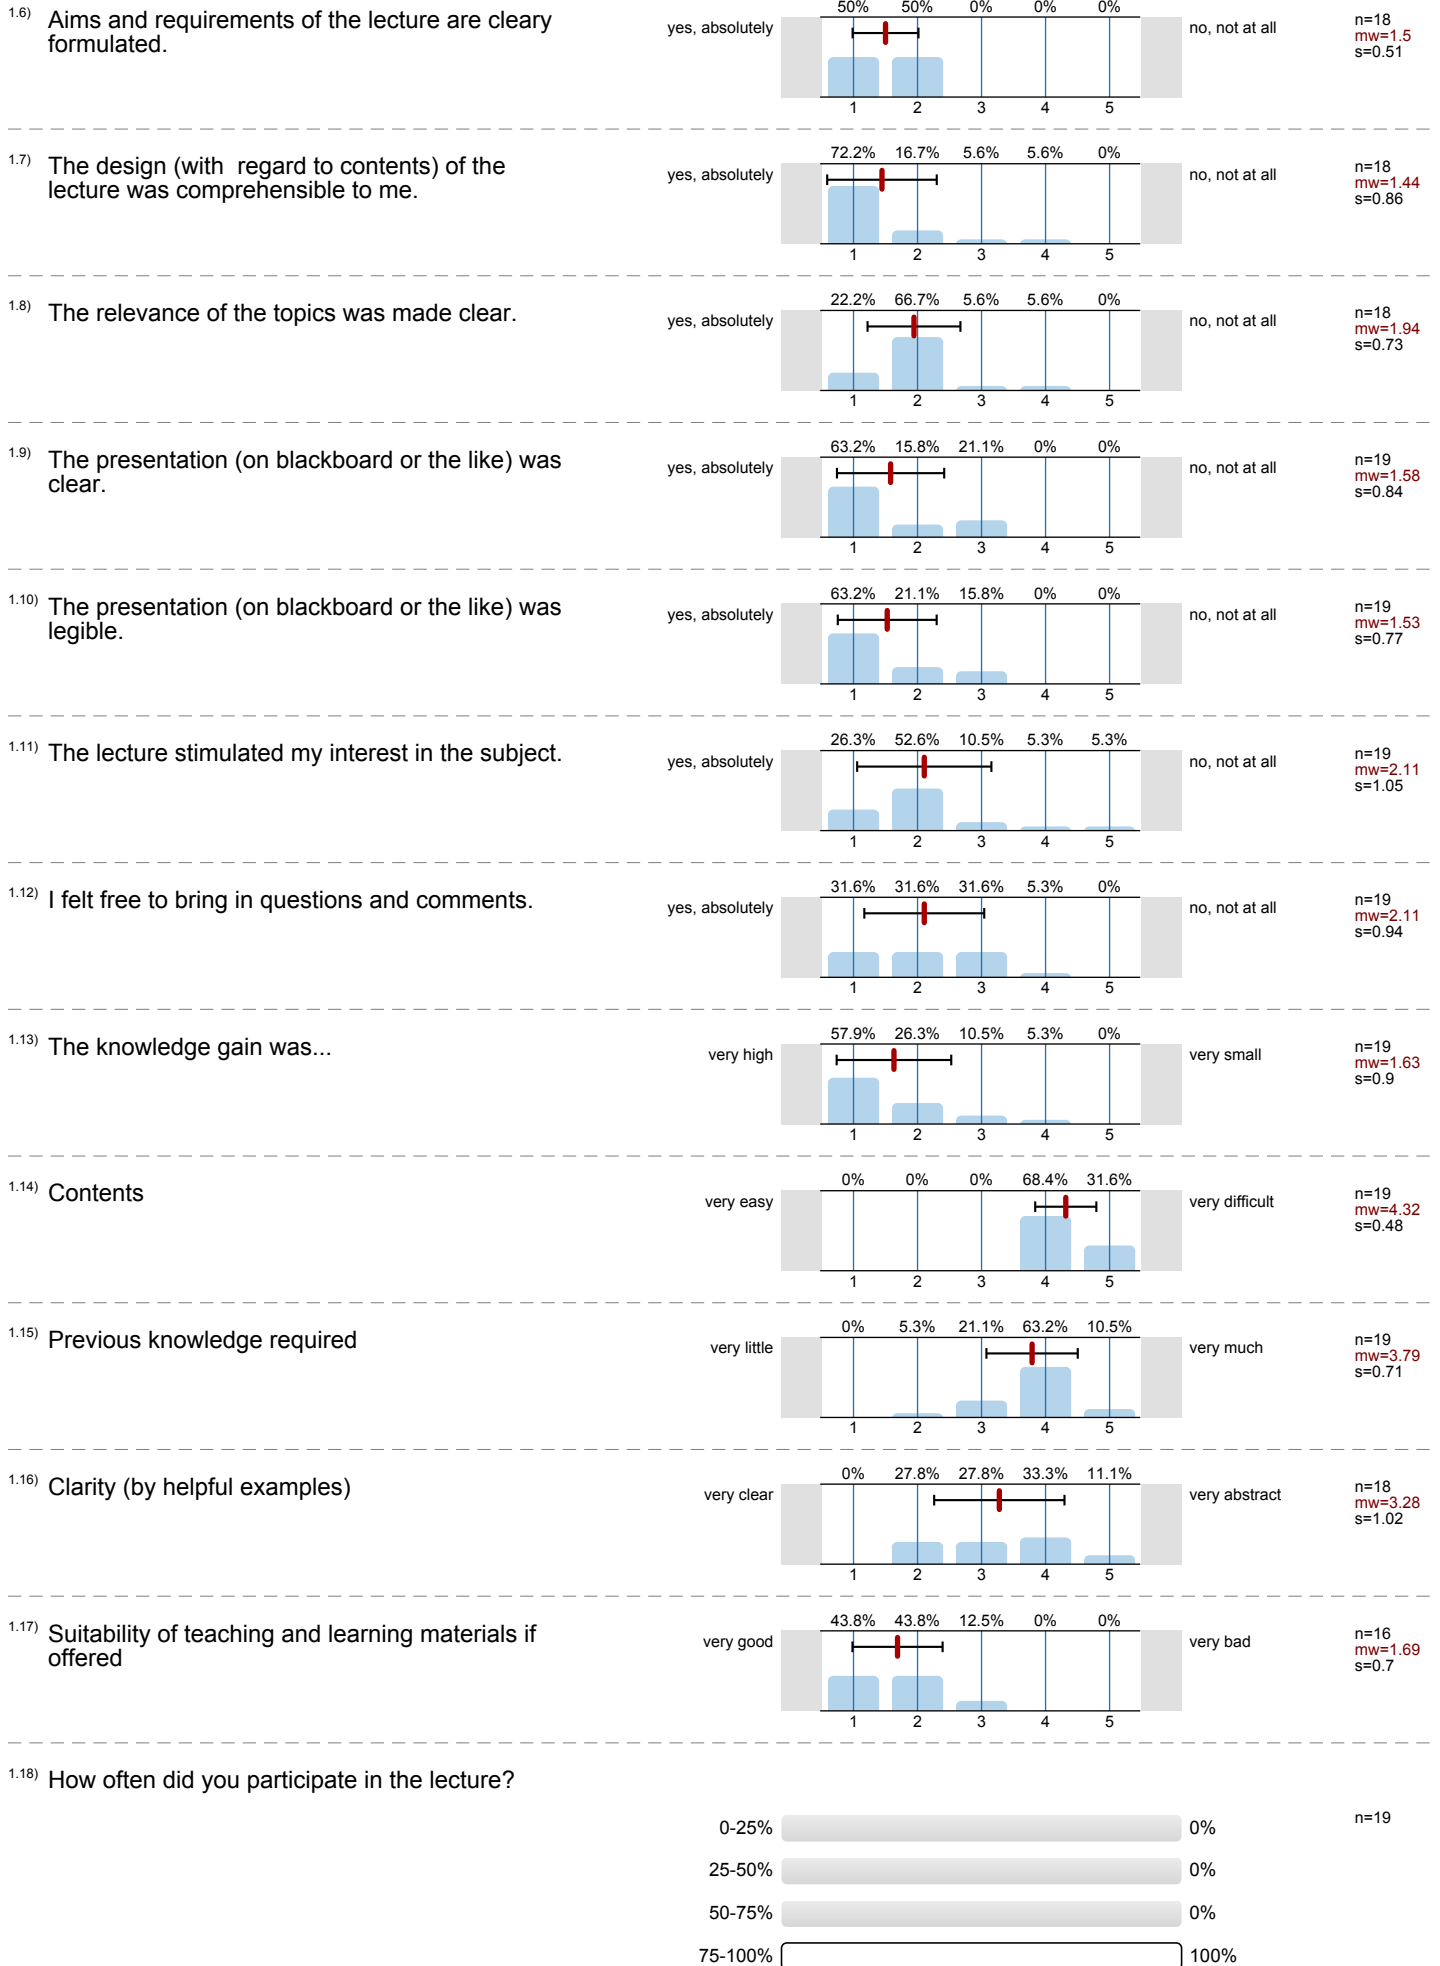 1.6) Aims and requirements of the lecture are cleary
formulated.
50% 50% 0% 0% 0%
yes, absolutely
no, not at all
n=18
mw=1.5
s=0.51
1 2 3 4 5
1.7) The design (with regard to contents) of the
lecture was comprehensible to me.
72.2% 16.7% 5.6% 5.6% 0%
yes, absolutely
no, not at all
n=18
mw=1.44
s=0.86
1 2 3 4 5
1.8) The relevance of the topics was made clear.
22.2% 66.7% 5.6% 5.6% 0%
yes, absolutely
no, not at all
n=18
mw=1.94
s=0.73
1 2 3 4 5
1.9) The presentation (on blackboard or the like) was
clear.
63.2% 15.8% 21.1% 0% 0%
yes, absolutely
no, not at all
n=19
mw=1.58
s=0.84
1 2 3 4 5
1.10) The presentation (on blackboard or the like) was
legible.
63.2% 21.1% 15.8% 0% 0%
yes, absolutely
no, not at all
n=19
mw=1.53
s=0.77
1 2 3 4 5
1.11) The lecture stimulated my interest in the subject.
26.3% 52.6% 10.5% 5.3% 5.3%
yes, absolutely
no, not at all
n=19
mw=2.11
s=1.05
1 2 3 4 5
1.12) I felt free to bring in questions and comments.
31.6% 31.6% 31.6% 5.3% 0%
yes, absolutely
no, not at all
n=19
mw=2.11
s=0.94
1 2 3 4 5
1.13) The knowledge gain was...
57.9% 26.3% 10.5% 5.3% 0%
very high
very small
n=19
mw=1.63
s=0.9
1 2 3 4 5
1.14) Contents
0% 0% 0% 68.4% 31.6%
very easy
very difficult
n=19
mw=4.32
s=0.48
1 2 3 4 5
1.15) Previous knowledge required
0% 5.3% 21.1% 63.2% 10.5%
very little
very much
n=19
mw=3.79
s=0.71
1 2 3 4 5
1.16) Clarity (by helpful examples)
0% 27.8% 27.8% 33.3% 11.1%
very clear
very abstract
n=18
mw=3.28
s=1.02
1 2 3 4 5
1.17) Suitability of teaching and learning materials if
offered
43.8% 43.8% 12.5% 0% 0%
very good
very bad
n=16
mw=1.69
s=0.7
1 2 3 4 5
1.18) How often did you participate in the lecture?
0-25% 0%
n=19
25-50% 0%
50-75% 0%
75-100% 100%